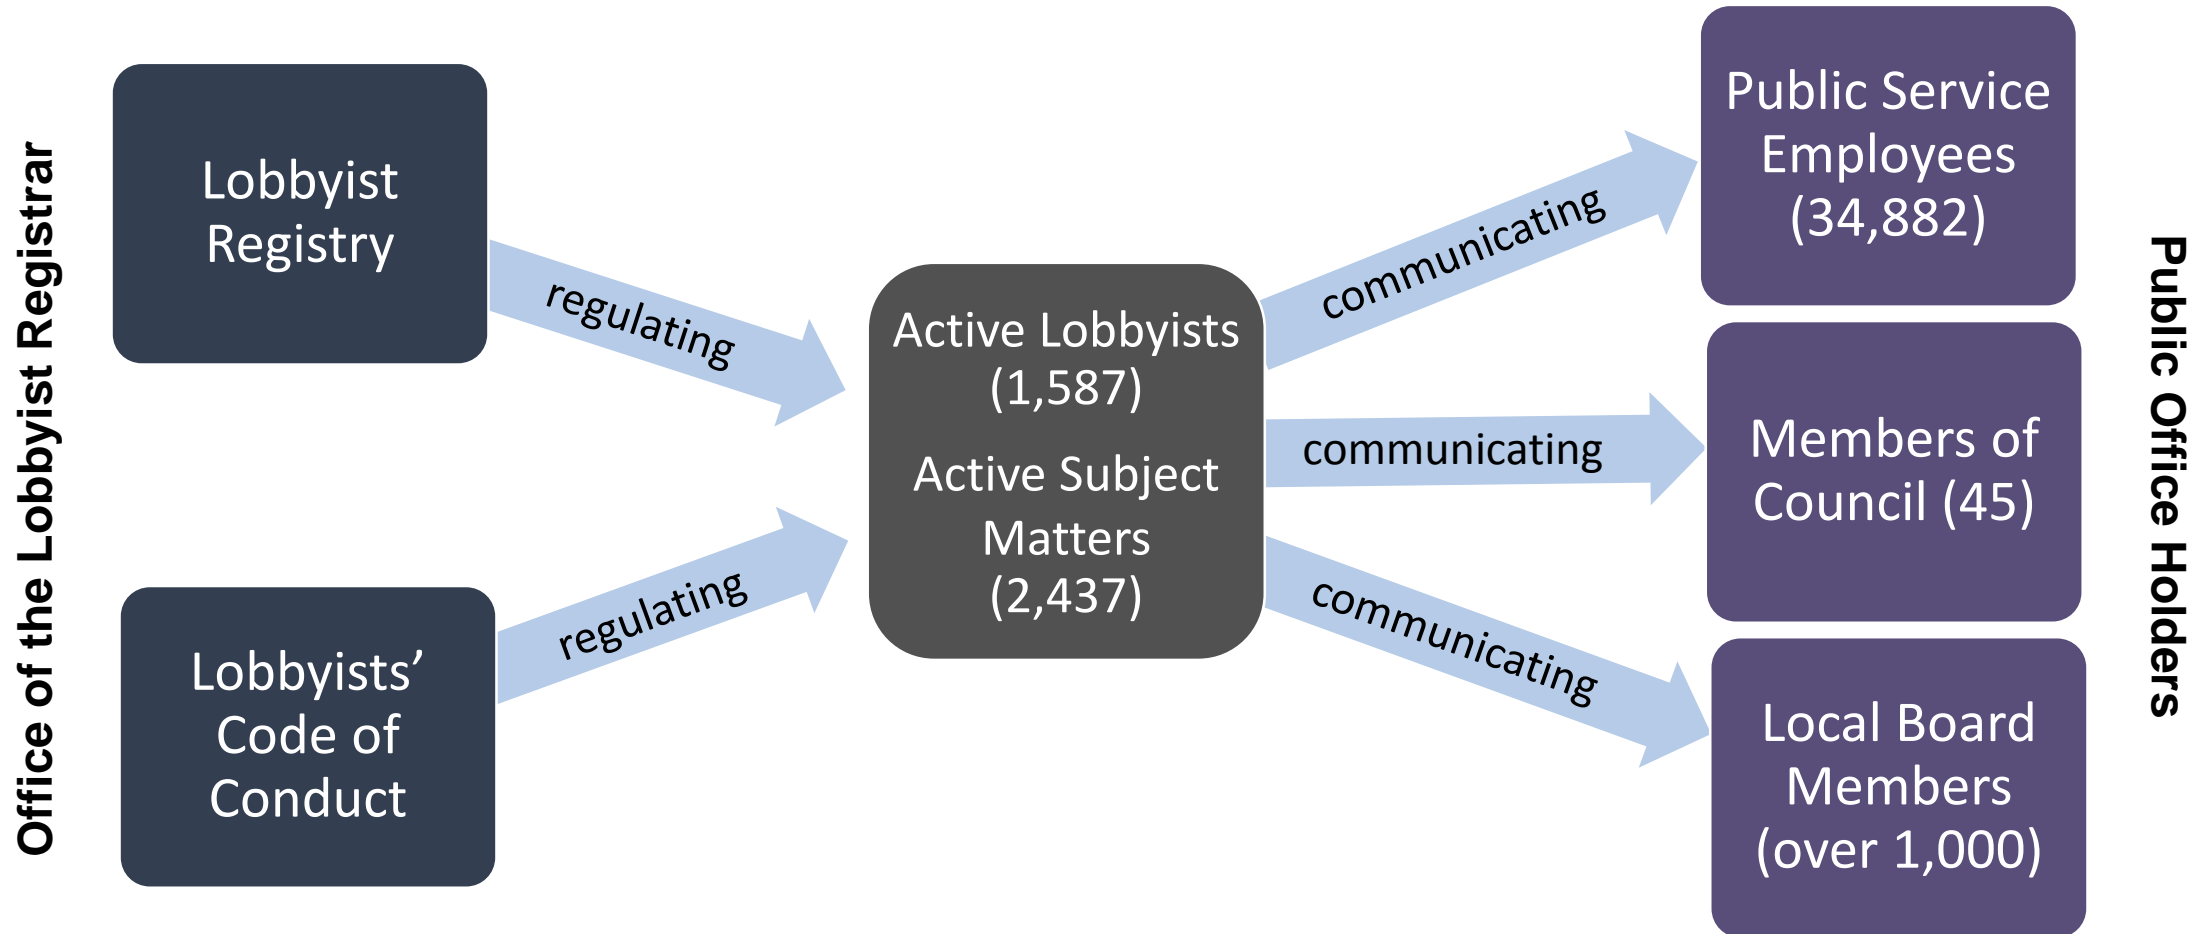 Office of the Lobbyist Registrar
Lobbyist
Registry
Lobbyists’
Code of
Conduct
regulating
regulating
Active Lobbyists
(1,587)
Active Subject
Matters
(2,437)
communicating
communicating
communicating
Public Service
Employees
(34,882)
Members of
Council (45)
Local Board
Members
(over 1,000)
Public Office Holders